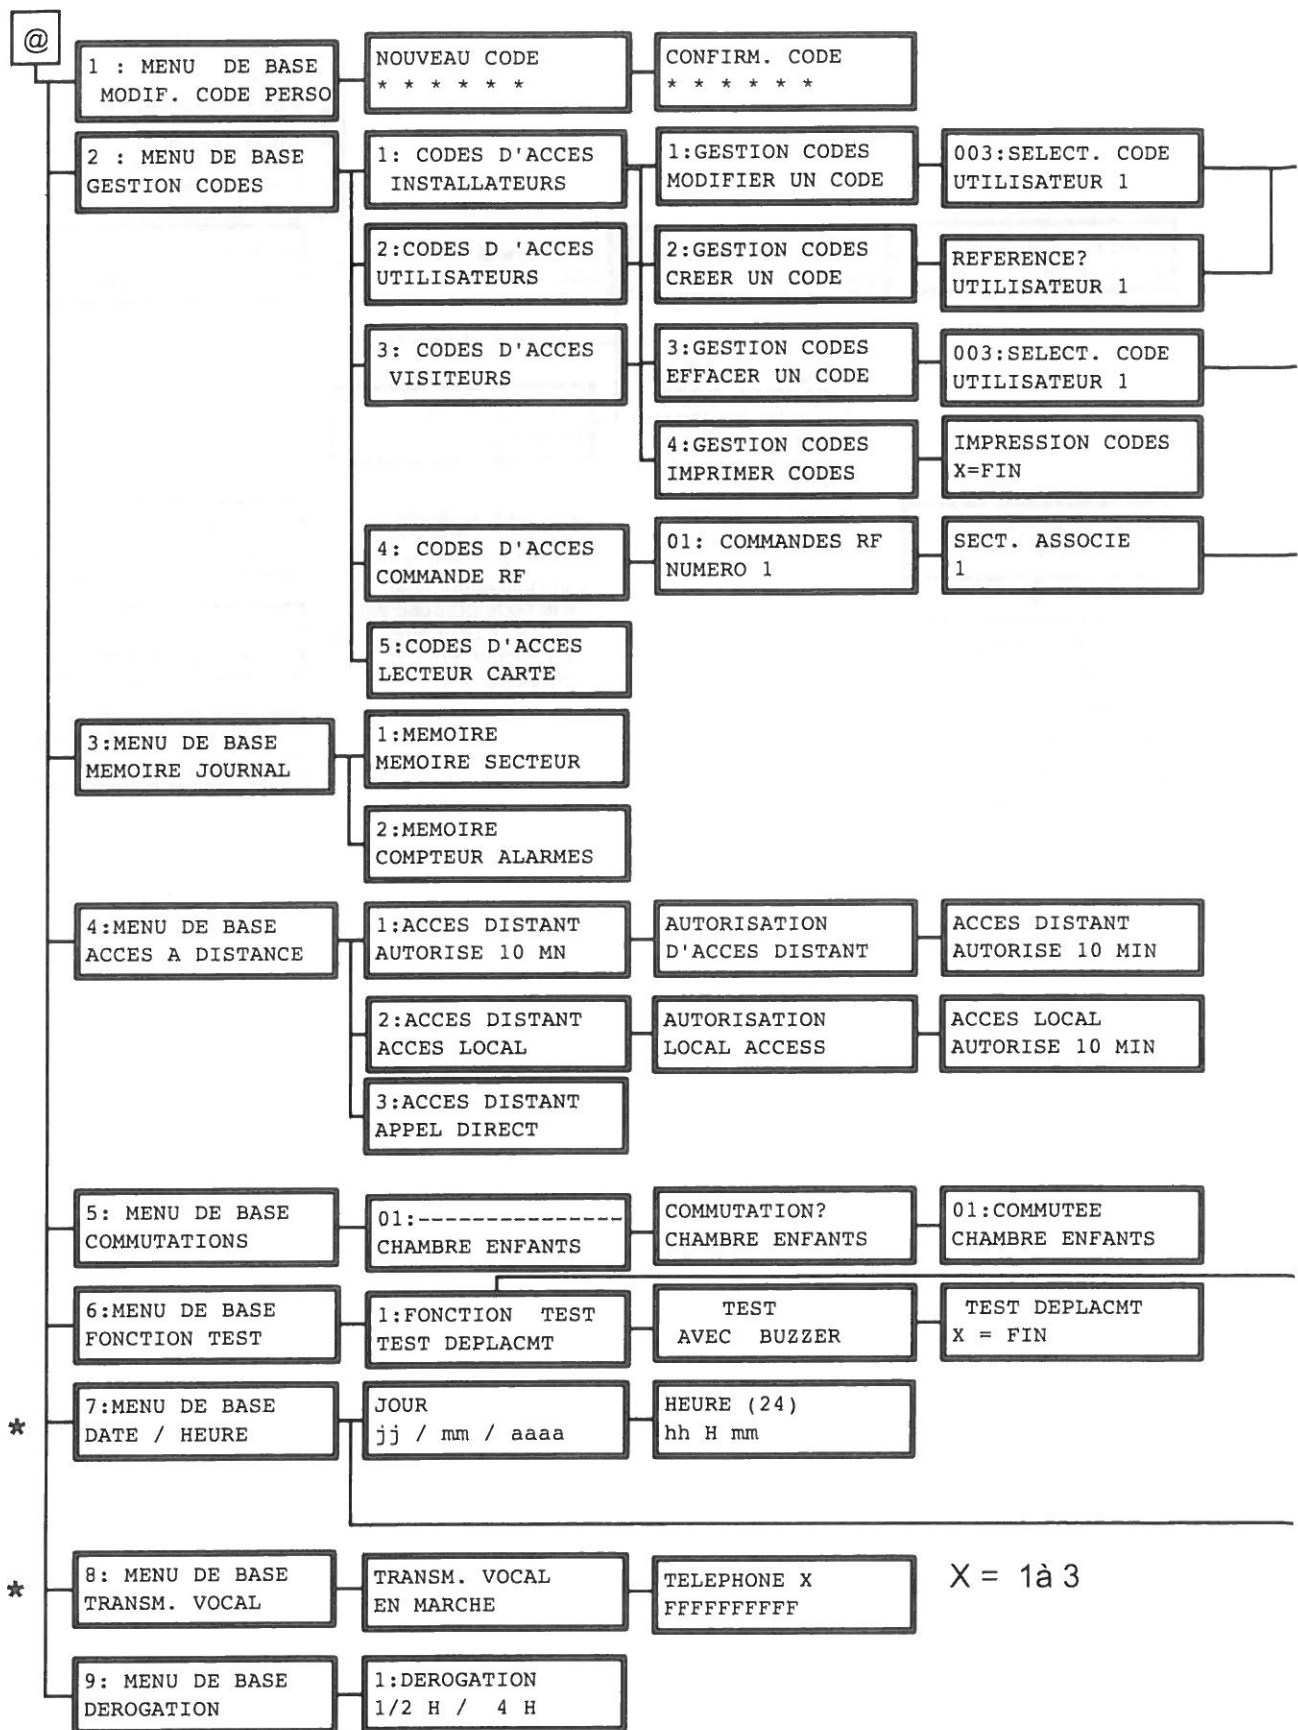 @
1 : MENU DE BASE
MODIF. CODE PERSO
NOUVEAU CODE
* * * * * *
CONFIRM. CODE
* * * * * *
2 : MENU DE BASE
GESTION CODES
1: CODES D'ACCES
INSTALLATEURS
1:GESTION CODES
MODIFIER UN CODE
003:SELECT. CODE
UTILISATEUR 1
2:CODES D 'ACCES
UTILISATEURS
2:GESTION CODES
CREER UN CODE
REFERENCE?
UTILISATEUR 1
3: CODES D'ACCES
VISITEURS
3:GESTION CODES
EFFACER UN CODE
003:SELECT. CODE
UTILISATEUR 1
4:GESTION CODES
IMPRIMER CODES
IMPRESSION CODES
X=FIN
4: CODES D'ACCES
COMMANDE RF
01: COMMANDES RF
NUMERO 1
SECT. ASSOCIE
1
5:CODES D'ACCES
LECTEUR CARTE
3:MENU DE BASE
MEMOIRE JOURNAL
1:MEMOIRE
MEMOIRE SECTEUR
2:MEMOIRE
COMPTEUR ALARMES
4:MENU DE BASE
ACCES A DISTANCE
1:ACCES DISTANT
AUTORISE 10 MN
AUTORISATION
D'ACCES DISTANT
ACCES DISTANT
AUTORISE 10 MIN
2:ACCES DISTANT
ACCES LOCAL
AUTORISATION
LOCAL ACCESS
ACCES LOCAL
AUTORISE 10 MIN
3:ACCES DISTANT
APPEL DIRECT
5: MENU DE BASE
COMMUTATIONS
01:---------------
CHAMBRE ENFANTS
COMMUTATION?
CHAMBRE ENFANTS
01:COMMUTEE
CHAMBRE ENFANTS
6:MENU DE BASE
FONCTION TEST
1:FONCTION TEST
TEST DEPLACMT
TEST
AVEC BUZZER
TEST DEPLACMT
X = FIN
*
7:MENU DE BASE
DATE / HEURE
JOUR
jj / mm / aaaa
HEURE (24)
hh H mm
*
8: MENU DE BASE
TRANSM. VOCAL
TRANSM. VOCAL
EN MARCHE
TELEPHONE X
FFFFFFFFFF
X = 1à 3
9: MENU DE BASE
DEROGATION
1:DEROGATION
1/2 H / 4 H